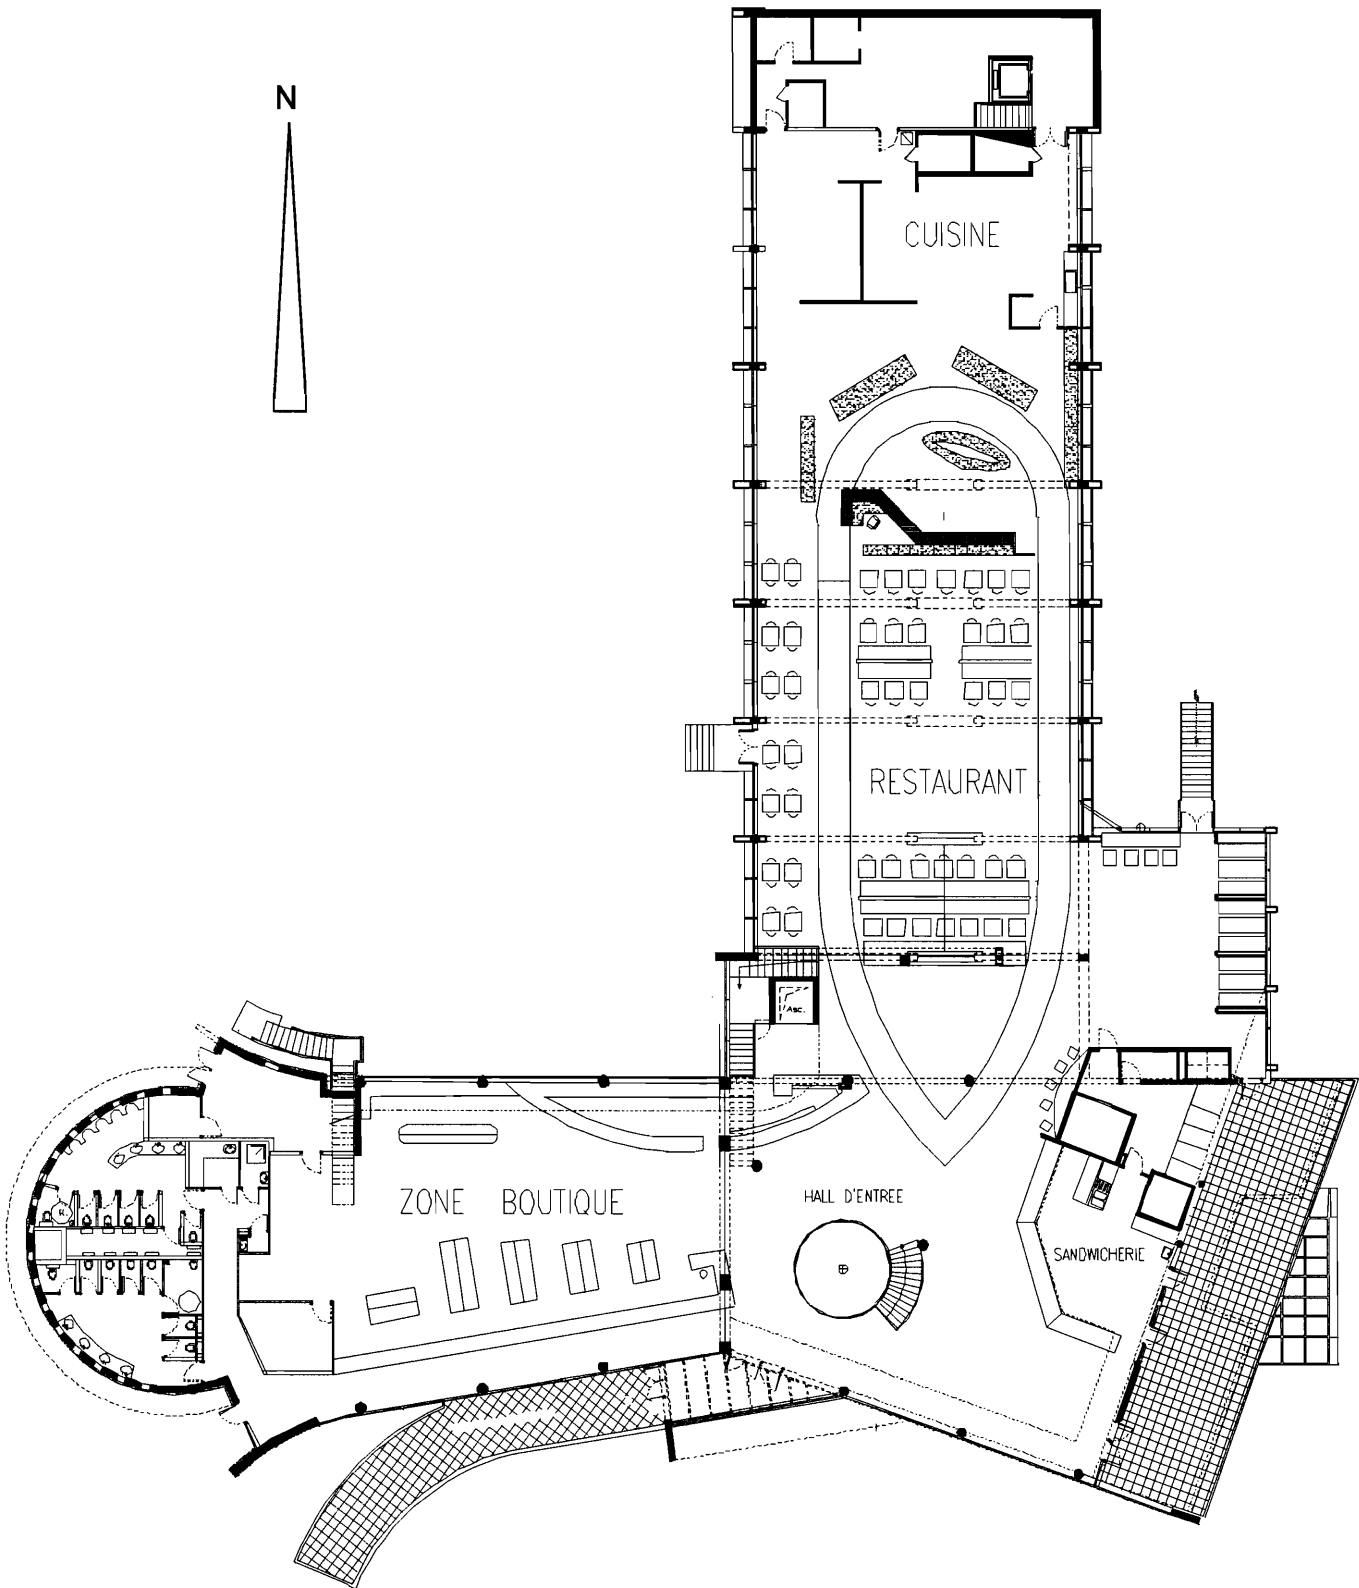 N
CUISINE
RESTAURANT
Asc.
ZONE BOUTIQUE
HALL D'ENTREE
SANDWICHERIE
R.